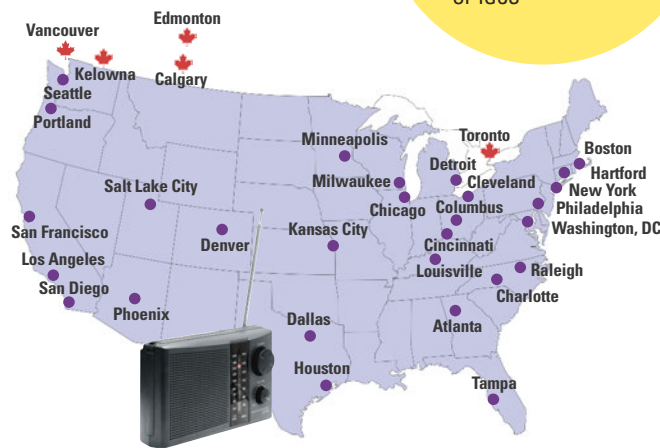 Edmonton
Vancouver
Kelowna
Calgary
Seattle
Portland
Minneapolis
Toronto
Boston
Detroit
Hartford
Milwaukee
Cleveland
New York
Salt Lake City
Chicago
Columbus
Philadelphia
San Francisco
Denver
Kansas City
Cincinnati
Washington, DC
Los Angeles
Louisville
Raleigh
San Diego
Charlotte
Phoenix
Dallas
Atlanta
Houston
Tampa